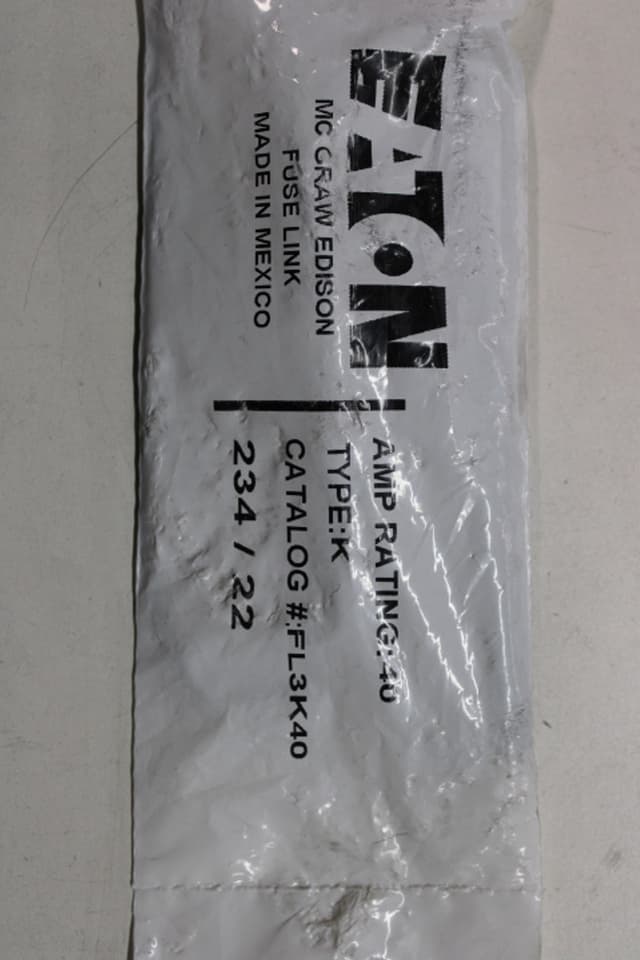 EATON
MC GRAW EDISON
FUSE LINK
MADE IN MEXICO
AMP RATING: 40
TYPE:K
CATALOG #:FL3K40
234 / 22